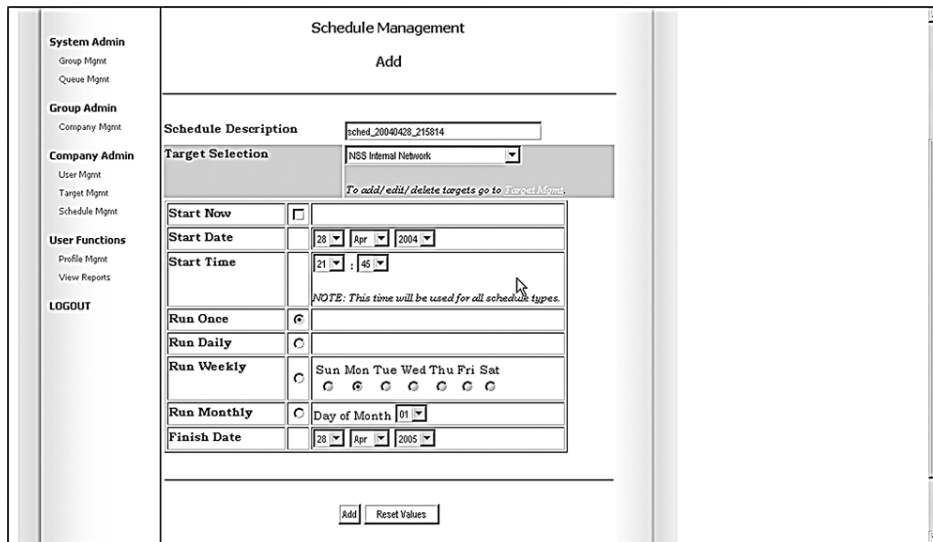 Schedule Management
Add
System Admin
Group Mgmt
Queue Mgmt
Group Admin
Company Mgmt
Company Admin
User Mgmt
Target Mgmt
Schedule Mgmt
User Functions
Profile Mgmt
View Reports
LOGOUT
Schedule Description sched_20040428_215814
Target Selection NSS Internal Network
To add/edit/delete targets go to Target Mgmt.
Start Now
Start Date 28 Apr 2004
Start Time 21 : 45
NOTE: This time will be used for all schedule types.
Run Once
Run Daily
Run Weekly Sun Mon Tue Wed Thu Fri Sat
Run Monthly Day of Month 01
Finish Date 28 Apr 2005
Add Reset Values